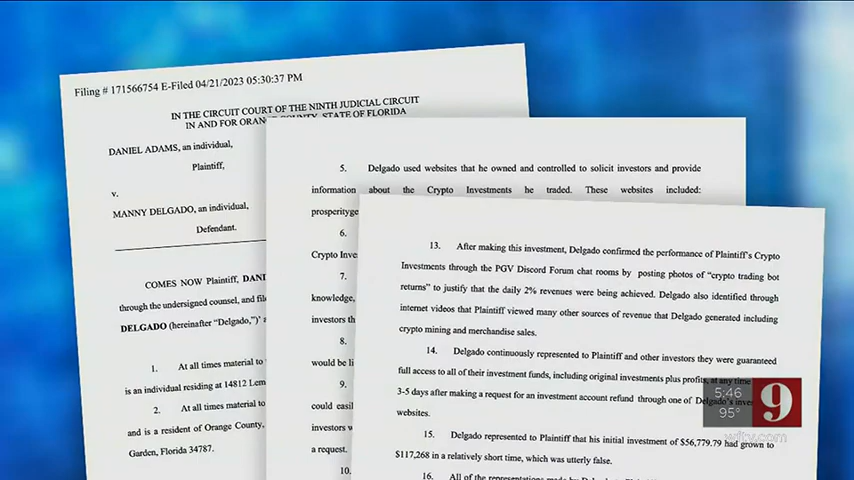 Filing # 171566754 E-Filed 04/21/2023 05:30:37 PM
IN THE CIRCUIT COURT OF THE NINTH JUDICIAL CIRCUIT
IN AND FOR ORANGE COUNTY, STATE OF FLORIDA
DANIEL ADAMS, an individual,
Plaintiff,
v.
MANNY DELGADO, an individual,
Defendant.
COMES NOW Plaintiff, DANI
through the undersigned counsel, and file
DELGADO (hereinafter “Delgado,”)
1. At all times material to
is an individual residing at 14812 Lem
2. At all times material to
and is a resident of Orange County,
Garden, Florida 34787.
5. Delgado used websites that he owned and controlled to solicit investors and provide
information about the Crypto Investments he traded. These websites included:
prosperityge
6.
Crypto Inve
7.
knowledge,
investors th
8.
would be li
9.
could easil
investors w
a request.
10.
13. After making this investment, Delgado confirmed the performance of Plaintiff’s Crypto
Investments through the PGV Discord Forum chat rooms by posting photos of “crypto trading bot
returns” to justify that the daily 2% revenues were being achieved. Delgado also identified through
internet videos that Plaintiff viewed many other sources of revenue that Delgado generated including
crypto mining and merchandise sales.
14. Delgado continuously represented to Plaintiff and other investors they were guaranteed
full access to all of their investment funds, including original investments plus profits, at any time
3-5 days after making a request for an investment account refund through one of Delgado’s inves
websites.
15. Delgado represented to Plaintiff that his initial investment of $56,779.79 had grown to
$117,268 in a relatively short time, which was utterly false.
16. All of the representations made by
5:46
95°
9
wftv.com